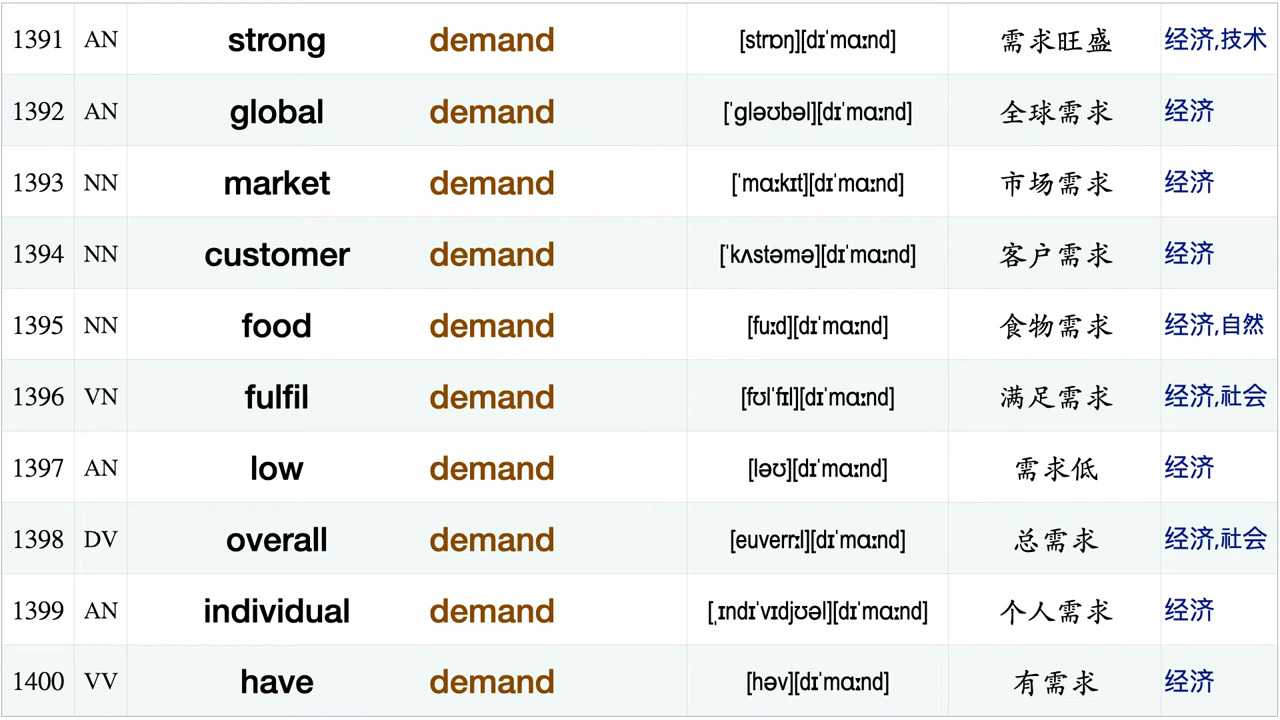 1391 AN strong demand [strɒŋ][dɪˈmɑːnd] 需求旺盛 经济,技术
1392 AN global demand [ˈɡləʊbəl][dɪˈmɑːnd] 全球需求 经济
1393 NN market demand [ˈmɑːkɪt][dɪˈmɑːnd] 市场需求 经济
1394 NN customer demand [ˈkʌstəmə][dɪˈmɑːnd] 客户需求 经济
1395 NN food demand [fuːd][dɪˈmɑːnd] 食物需求 经济,自然
1396 VN fulfil demand [fʊlˈfɪl][dɪˈmɑːnd] 满足需求 经济,社会
1397 AN low demand [ləʊ][dɪˈmɑːnd] 需求低 经济
1398 DV overall demand [euverrɪl][dɪˈmɑːnd] 总需求 经济,社会
1399 AN individual demand [ˌɪndɪˈvɪdjʊəl][dɪˈmɑːnd] 个人需求 经济
1400 VV have demand [həv][dɪˈmɑːnd] 有需求 经济